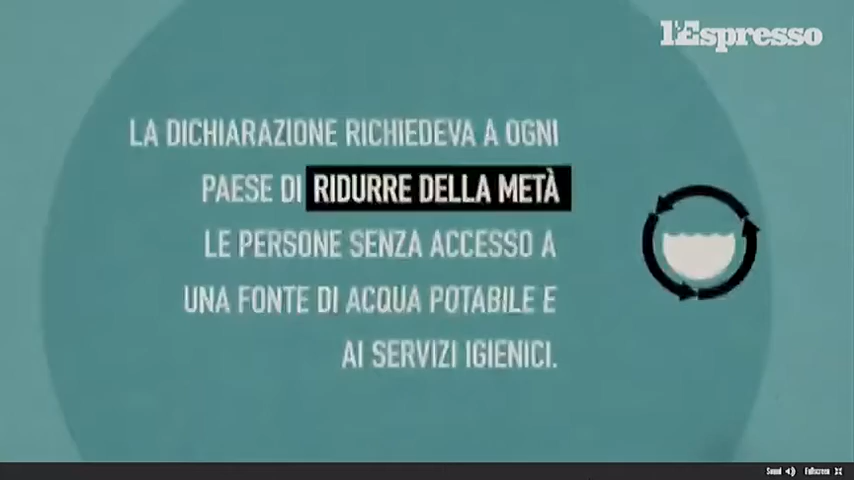 l'Espresso
LA DICHIARAZIONE RICHIEDEVA A OGNI
PAESE DI RIDURRE DELLA METÀ
LE PERSONE SENZA ACCESSO A
UNA FONTE DI ACQUA POTABILE E
AI SERVIZI IGIENICI.
Sound Fullscreen